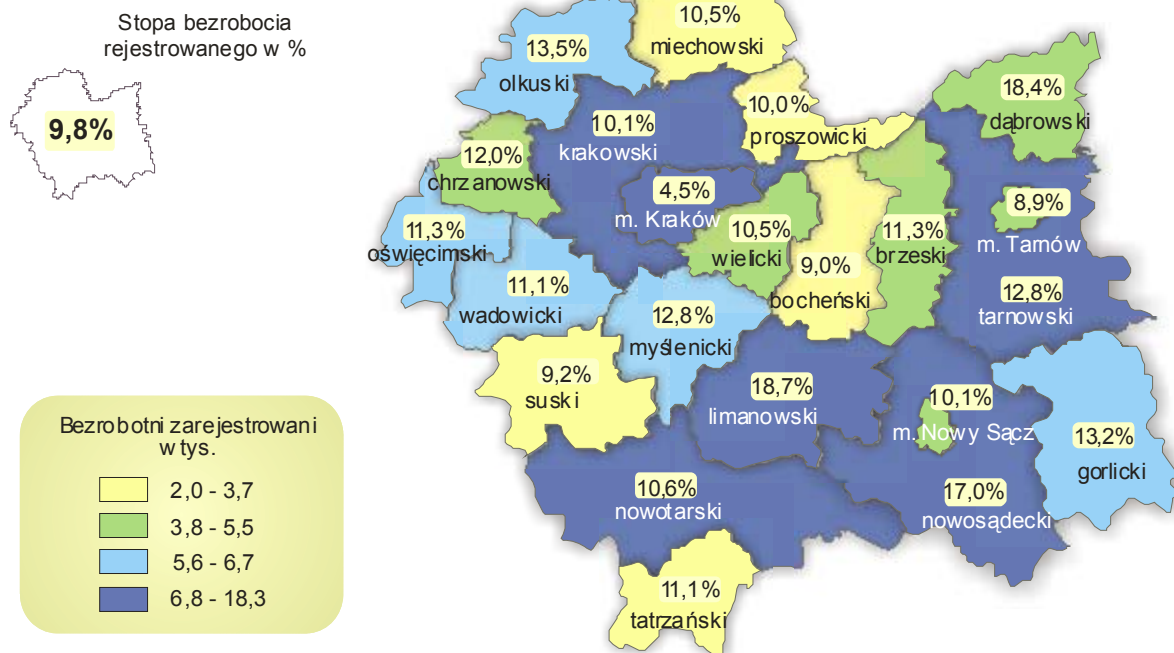 Stopa bezrobocia
rejestrowanego w %
9,8%
10,5%
miechowski
13,5%
olkuski
18,4%
dąbrowski
10,0%
proszowicki
10,1%
krakowski
12,0%
chrzanowski
4,5%
m. Kraków
8,9%
m. Tarnów
11,3%
oświęcimski
10,5%
wielicki
11,3%
brzeski
9,0%
bocheński
11,1%
wadowicki
12,8%
tarnowski
12,8%
myślenicki
9,2%
suski
18,7%
limanowski
10,1%
m. Nowy Sącz
13,2%
gorlicki
10,6%
nowotarski
17,0%
nowosądecki
11,1%
tatrzański
Bezrobotni zarejestrowani
w tys.
2,0 - 3,7
3,8 - 5,5
5,6 - 6,7
6,8 - 18,3